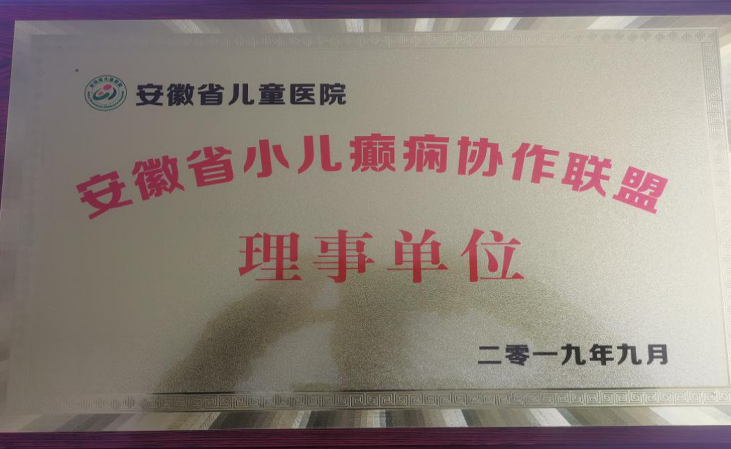 安徽省儿童医院
安徽省小儿癫痫协作联盟
理事单位
二零一九年九月